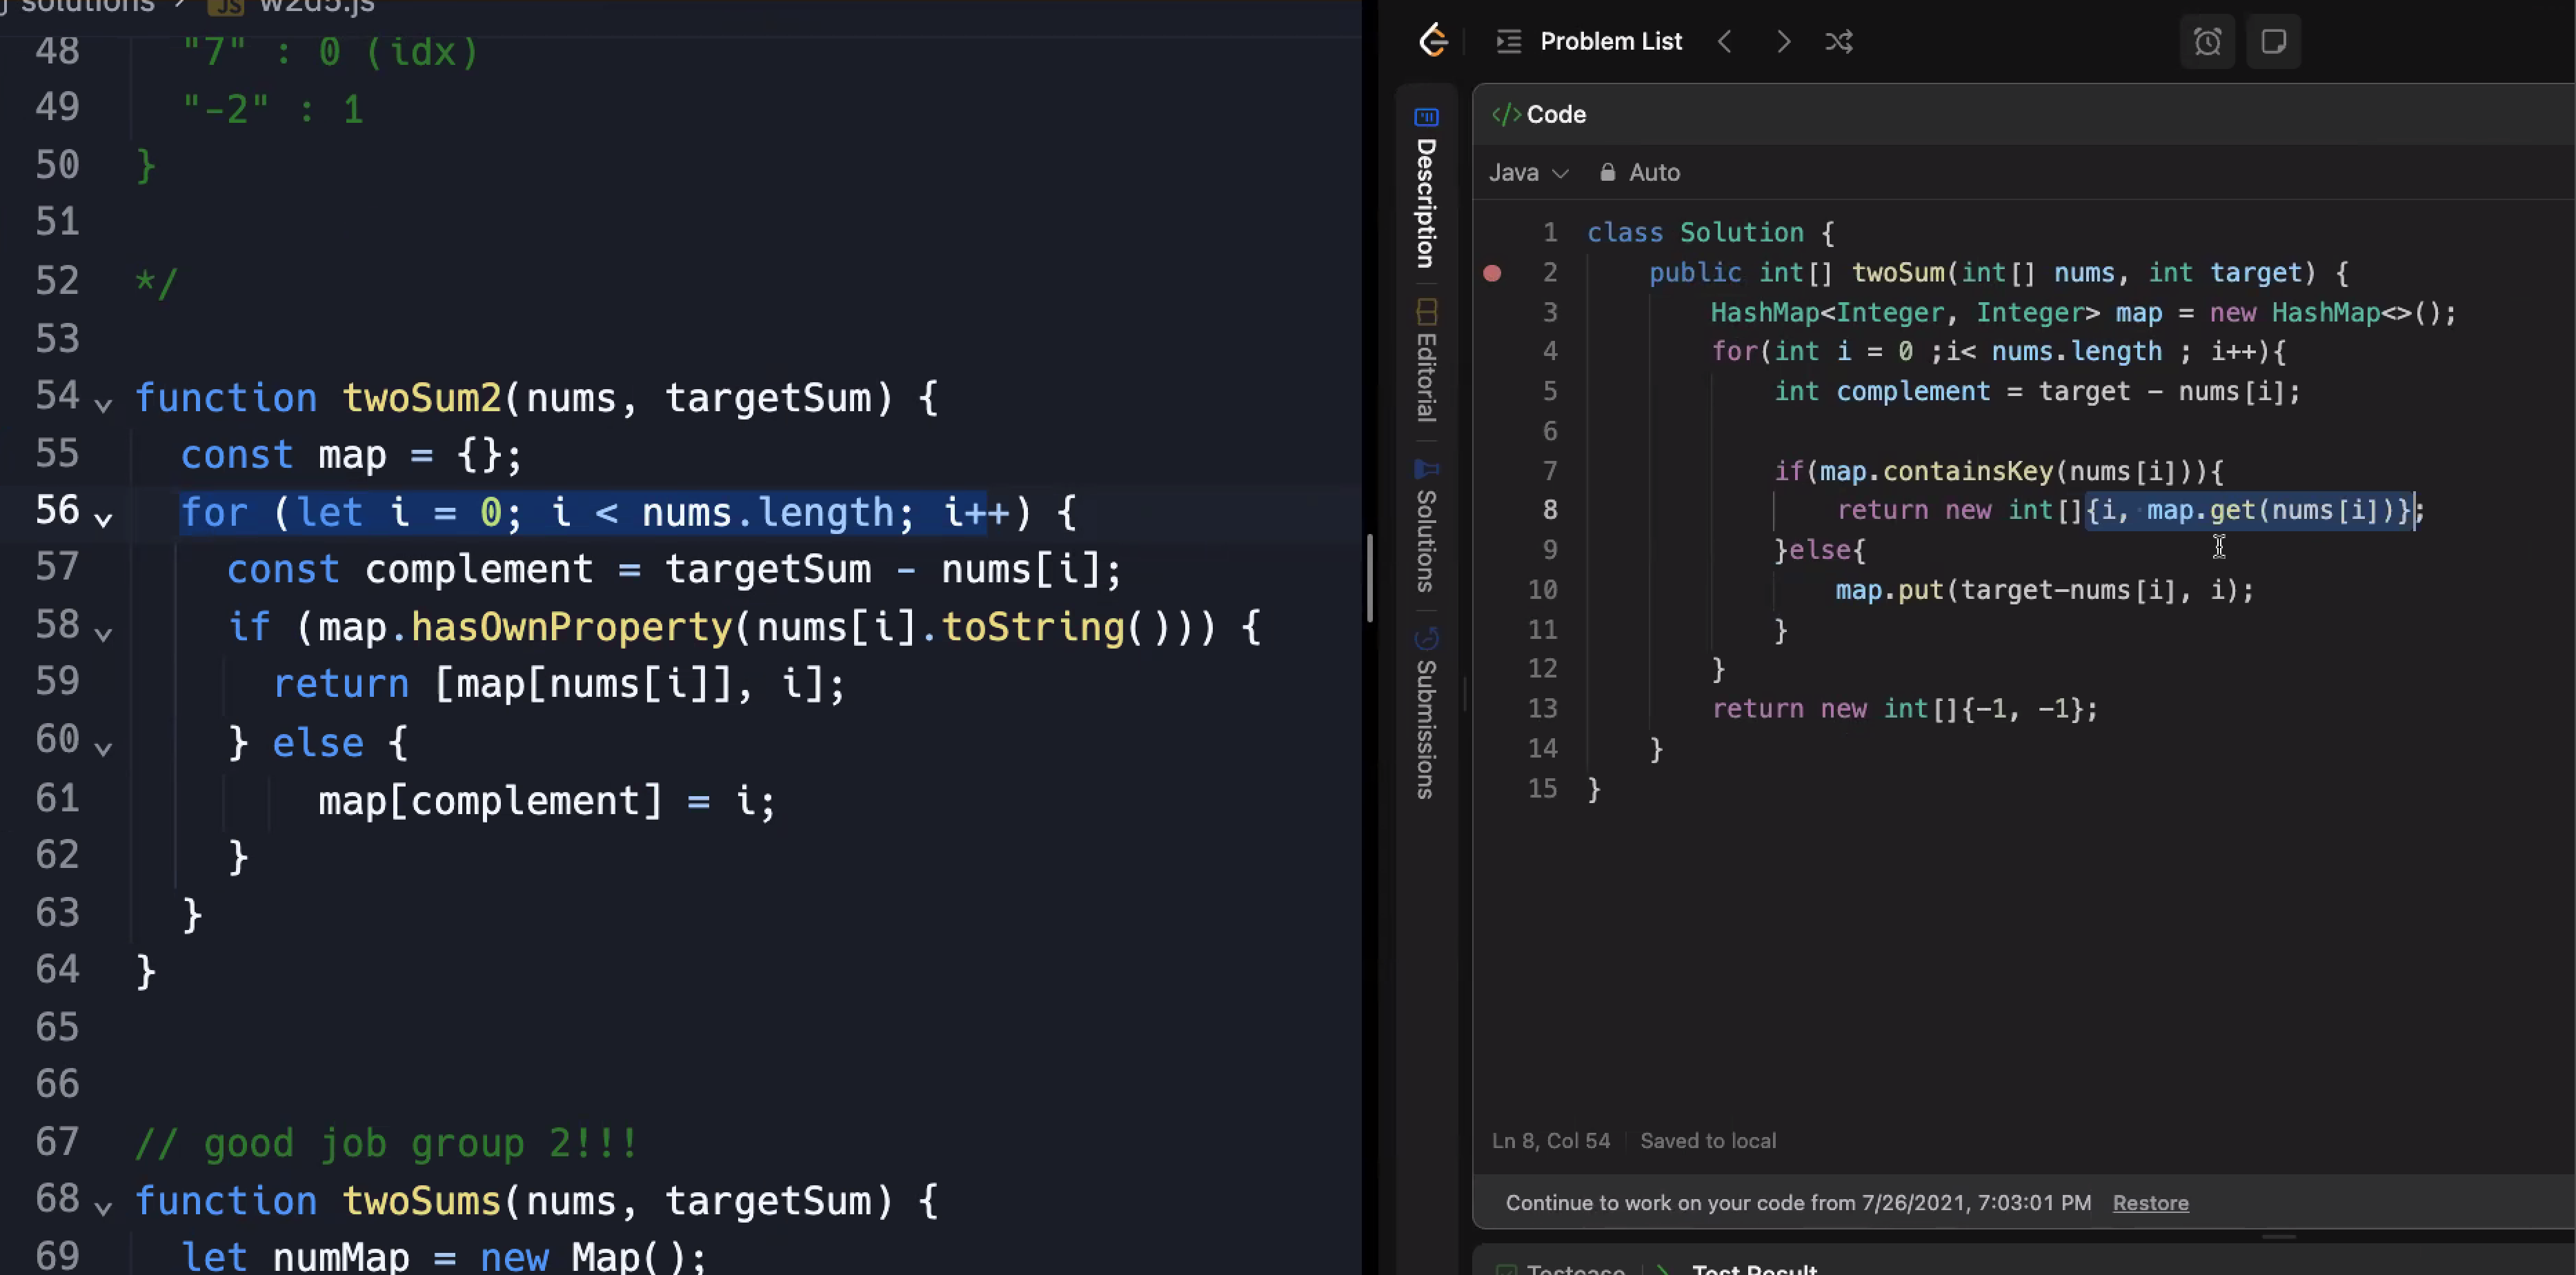 solutions > JS w2d5.js
48 "7" : 0 (idx)
49 "-2" : 1
50 }
51
52 */
53
54 function twoSum2(nums, targetSum) {
55 const map = {};
56 for (let i = 0; i < nums.length; i++) {
57 const complement = targetSum - nums[i];
58 if (map.hasOwnProperty(nums[i].toString())) {
59 return [map[nums[i]], i];
60 } else {
61 map[complement] = i;
62 }
63 }
64 }
65
66
67 // good job group 2!!!
68 function twoSums(nums, targetSum) {
69 let numMap = new Map();
Problem List
Description
Editorial
Solutions
Submissions
</> Code
Java Auto
1 class Solution {
2 public int[] twoSum(int[] nums, int target) {
3 HashMap<Integer, Integer> map = new HashMap<>();
4 for(int i = 0 ;i< nums.length ; i++){
5 int complement = target - nums[i];
6
7 if(map.containsKey(nums[i])){
8 return new int[]{i, map.get(nums[i])};
9 }else{
10 map.put(target-nums[i], i);
11 }
12 }
13 return new int[]{-1, -1};
14 }
15 }
Ln 8, Col 54 Saved to local
Continue to work on your code from 7/26/2021, 7:03:01 PM Restore
Testcase Test Result